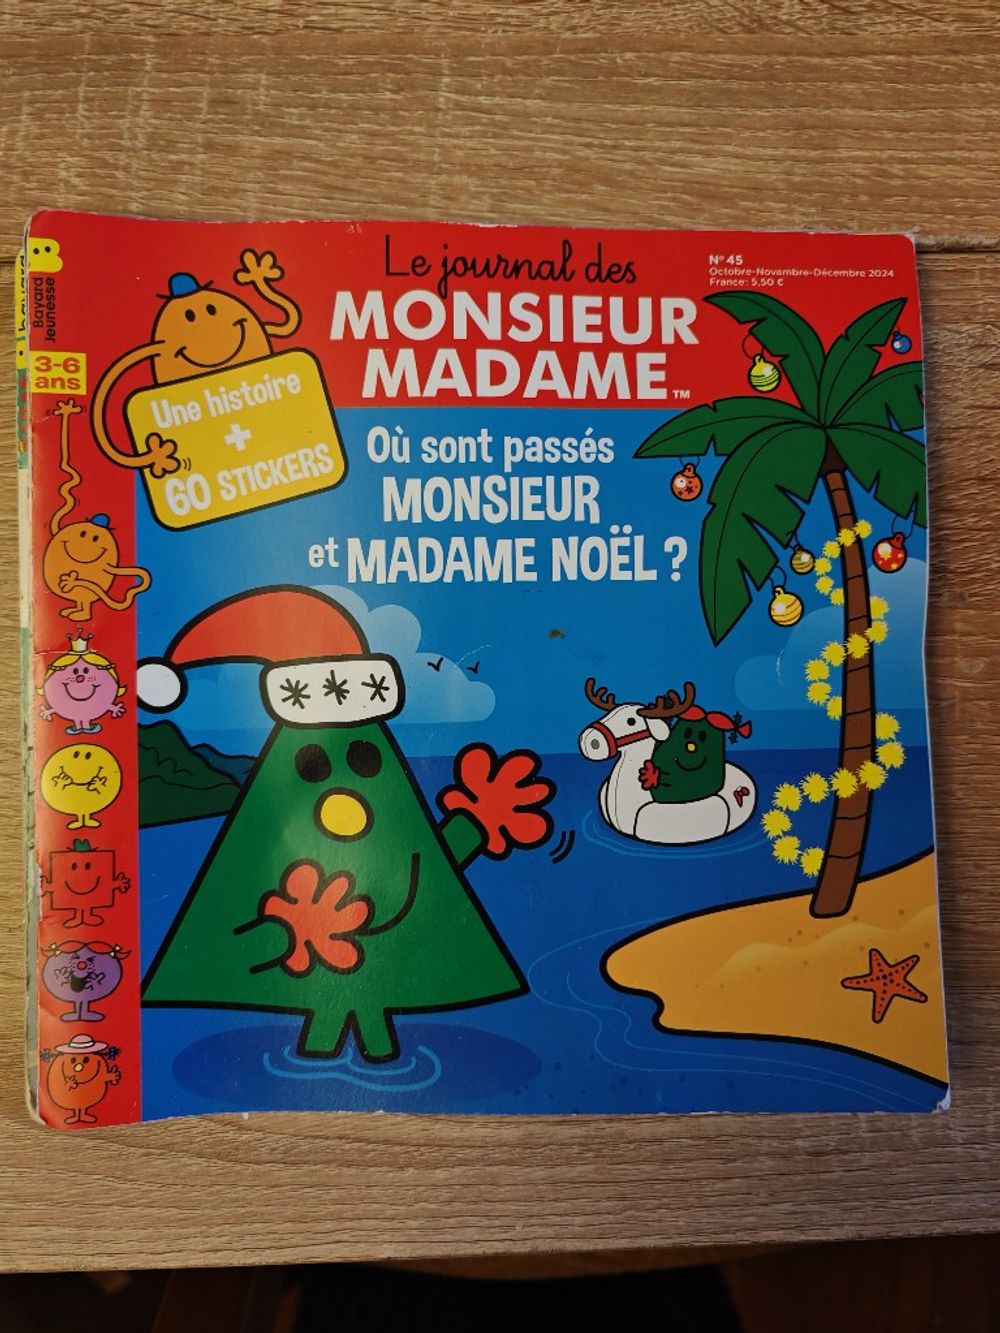 Le journal des
MONSIEUR
MADAME™
N° 45
Octobre-Novembre-Décembre 2024
France : 5,50 €
Bayard
Jeunesse
3-6
ans
Une histoire
+
60 STICKERS
Où sont passés
MONSIEUR
et MADAME NOËL ?